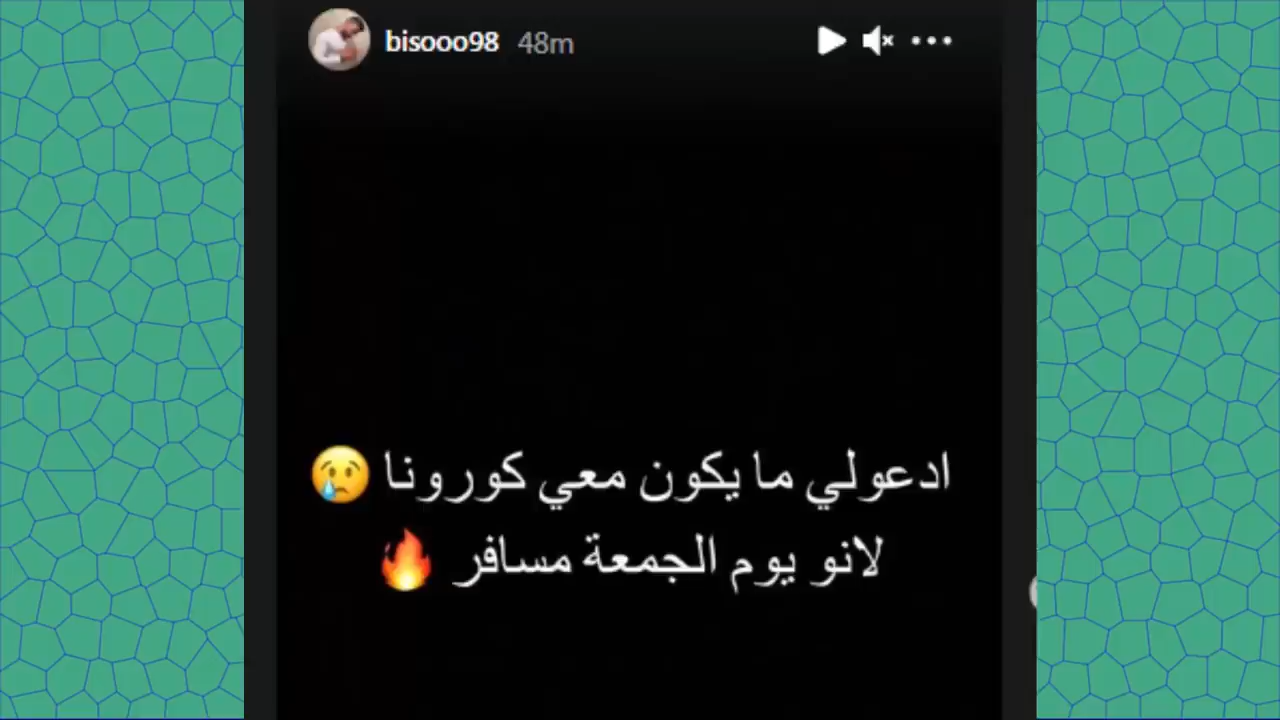 bisooo98 48m
ادعولي ما يكون معي كورونا 😢
لانو يوم الجمعة مسافر 🔥